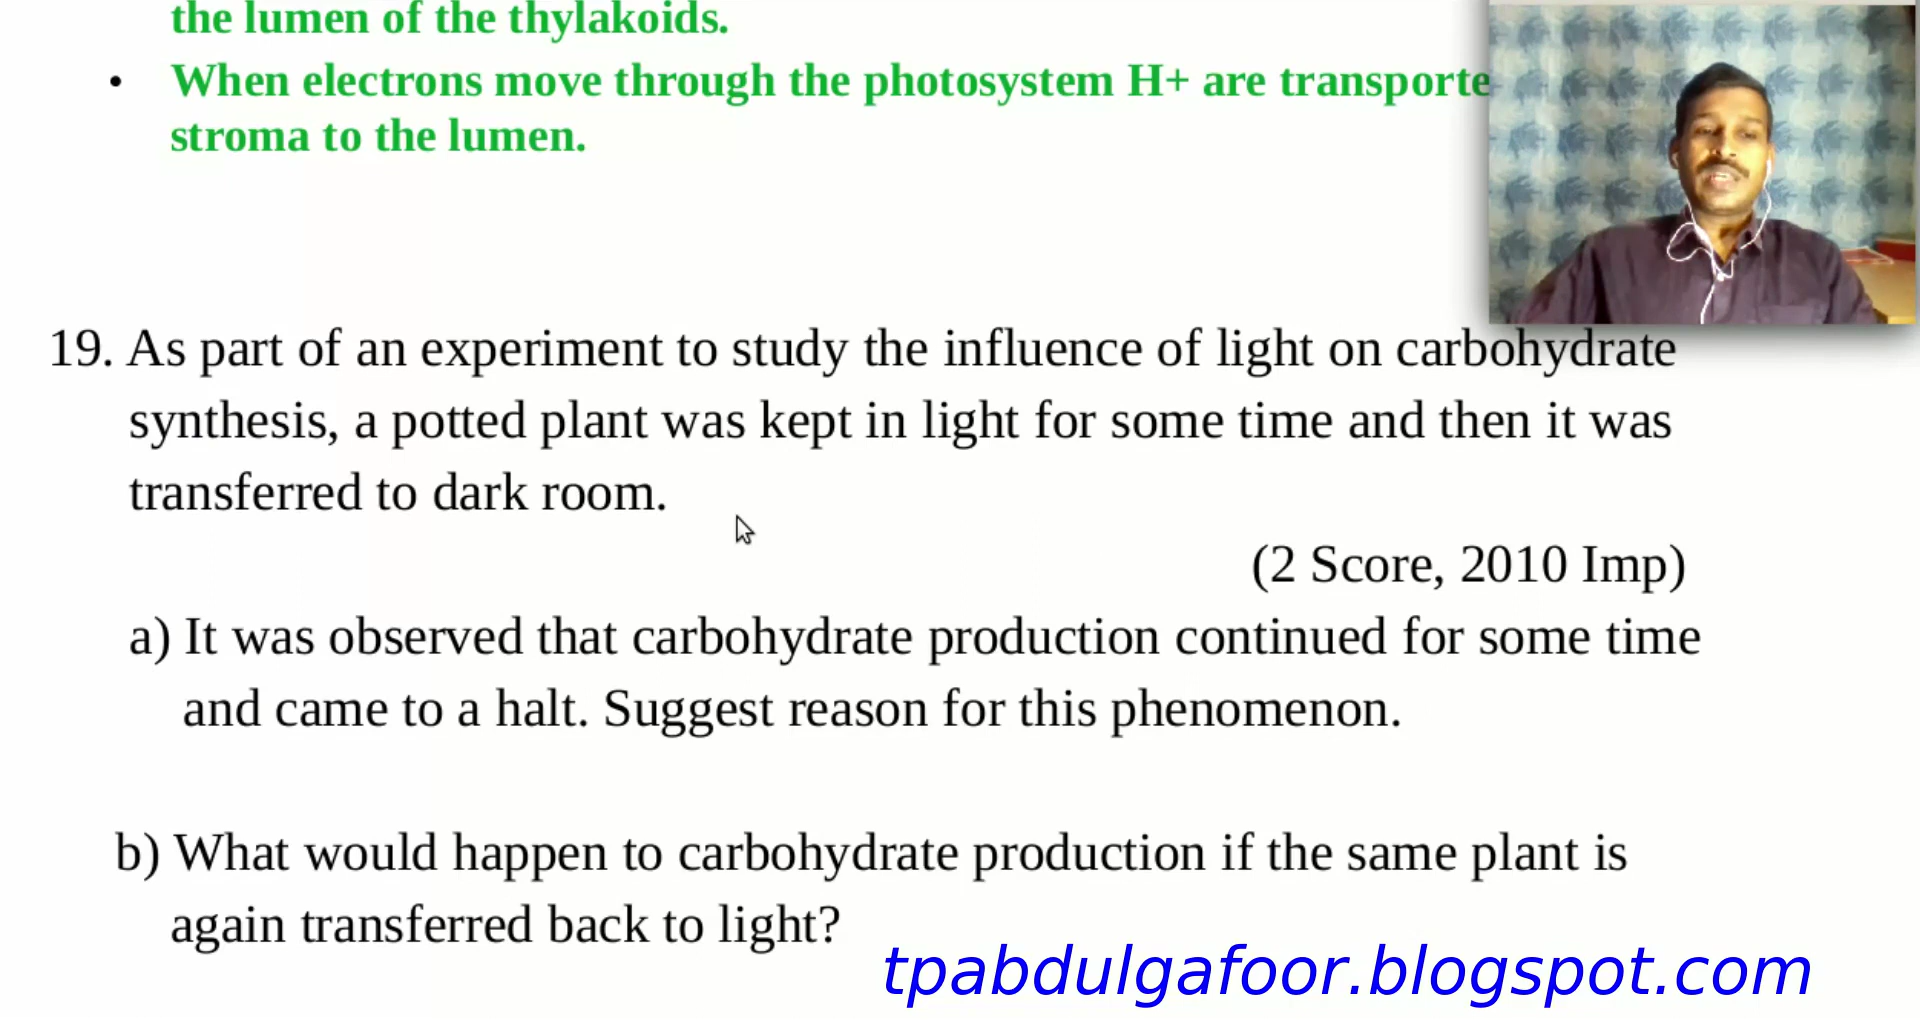 the lumen of the thylakoids.
• When electrons move through the photosystem H+ are transporte
stroma to the lumen.
19. As part of an experiment to study the influence of light on carbohydrate
synthesis, a potted plant was kept in light for some time and then it was
transferred to dark room.
(2 Score, 2010 Imp)
a) It was observed that carbohydrate production continued for some time
and came to a halt. Suggest reason for this phenomenon.
b) What would happen to carbohydrate production if the same plant is
again transferred back to light?
tpabdulgafoor.blogspot.com